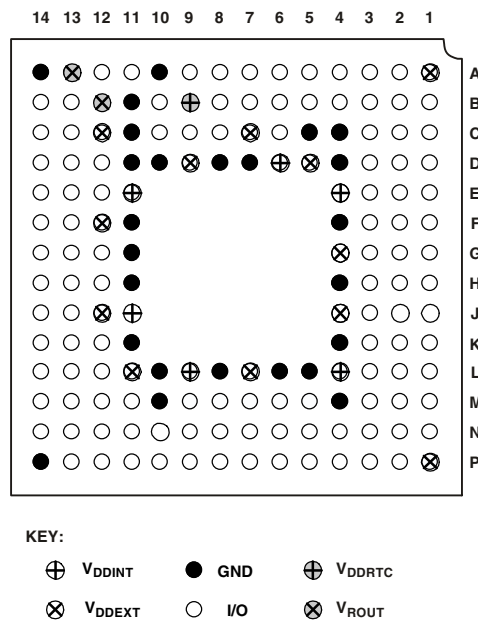 14 13 12 11 10 9 8 7 6 5 4 3 2 1
A
B
C
D
E
F
G
H
J
K
L
M
N
P
KEY:
VDDINT GND VDDRTC
VDDEXT I/O VROUT